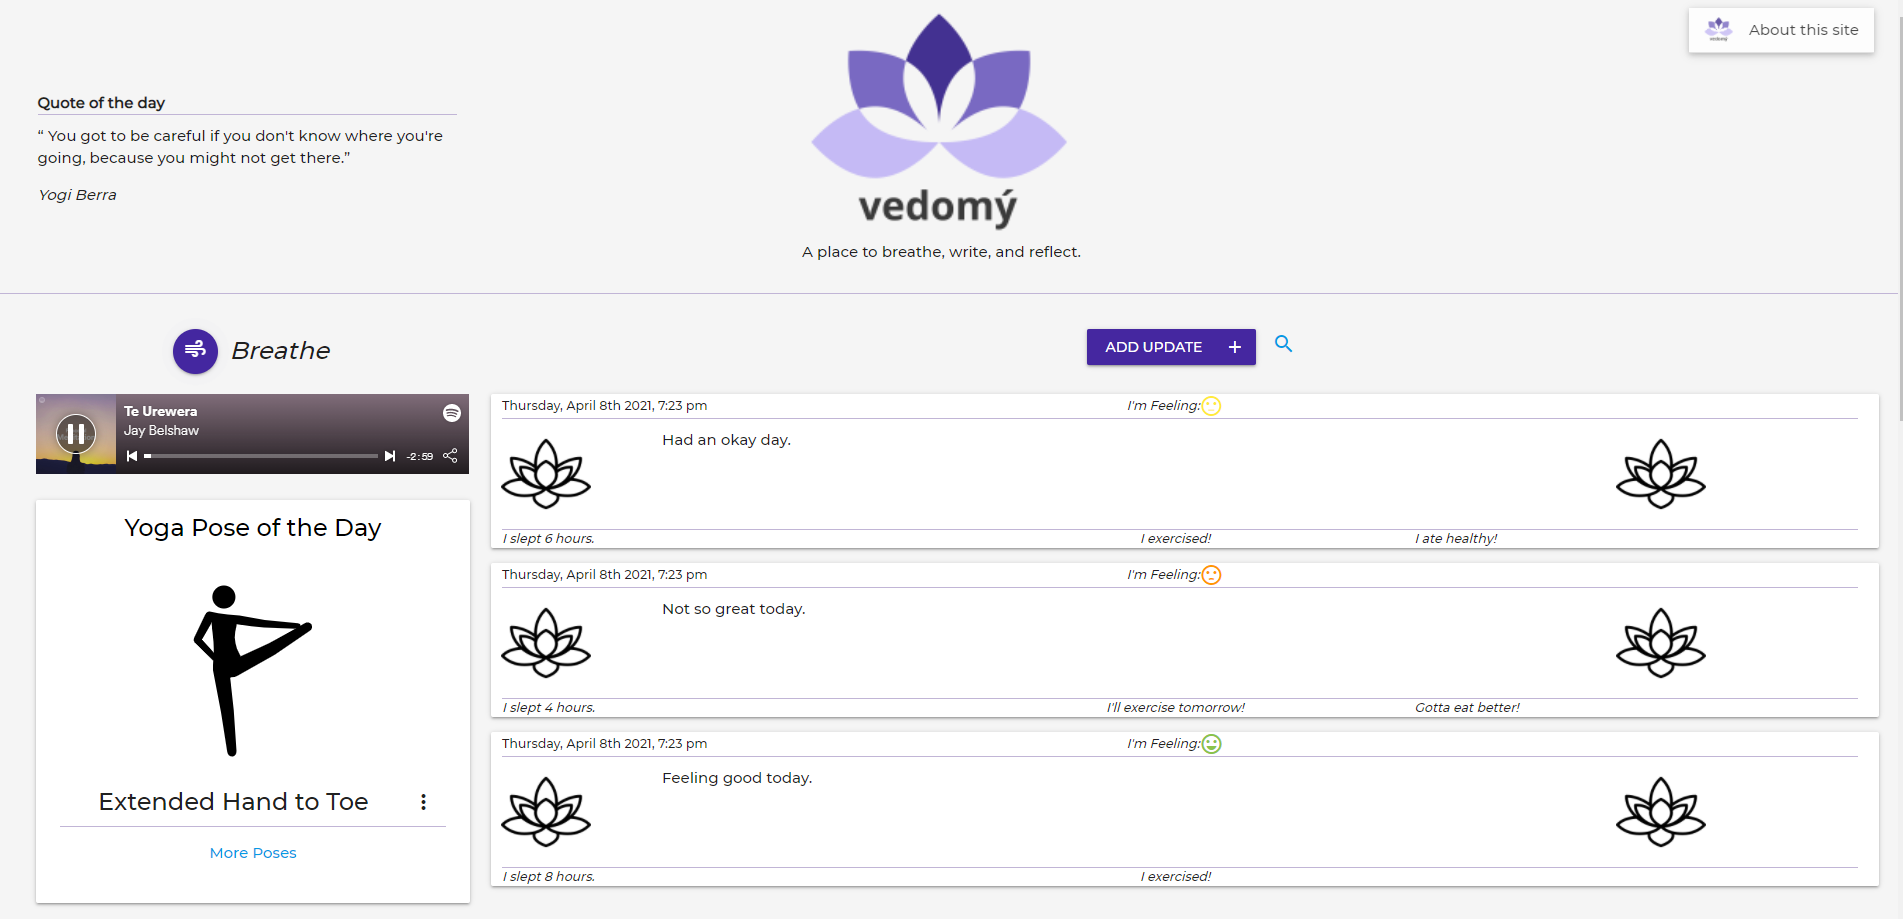 vedomý
About this site
Quote of the day
“ You got to be careful if you don't know where you're
going, because you might not get there.”
Yogi Berra
vedomý
A place to breathe, write, and reflect.
Breathe
ADD UPDATE +
Te Urewera
Jay Belshaw
-2:59
Yoga Pose of the Day
Extended Hand to Toe
More Poses
Thursday, April 8th 2021, 7:23 pm
I'm Feeling:
Had an okay day.
I slept 6 hours.
I exercised!
I ate healthy!
Thursday, April 8th 2021, 7:23 pm
I'm Feeling:
Not so great today.
I slept 4 hours.
I'll exercise tomorrow!
Gotta eat better!
Thursday, April 8th 2021, 7:23 pm
I'm Feeling:
Feeling good today.
I slept 8 hours.
I exercised!